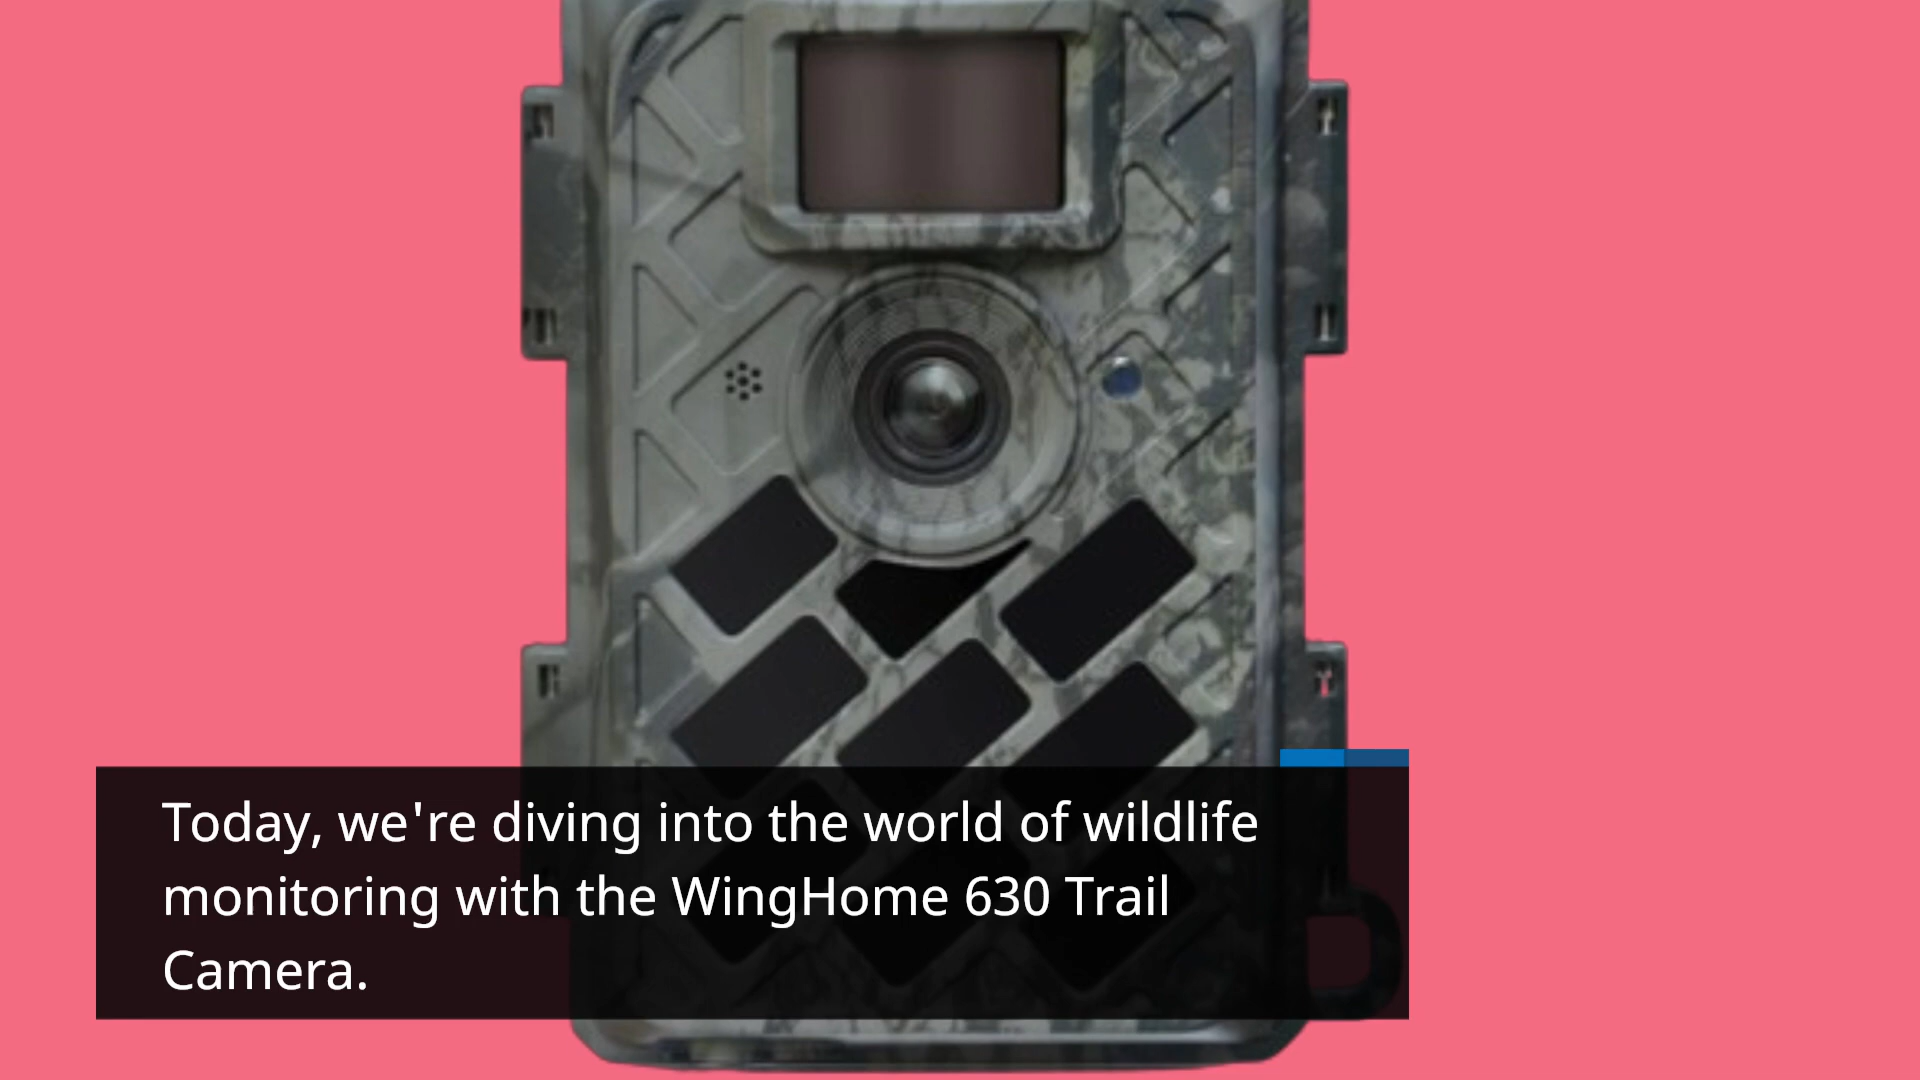 Today, we're diving into the world of wildlife
monitoring with the WingHome 630 Trail
Camera.